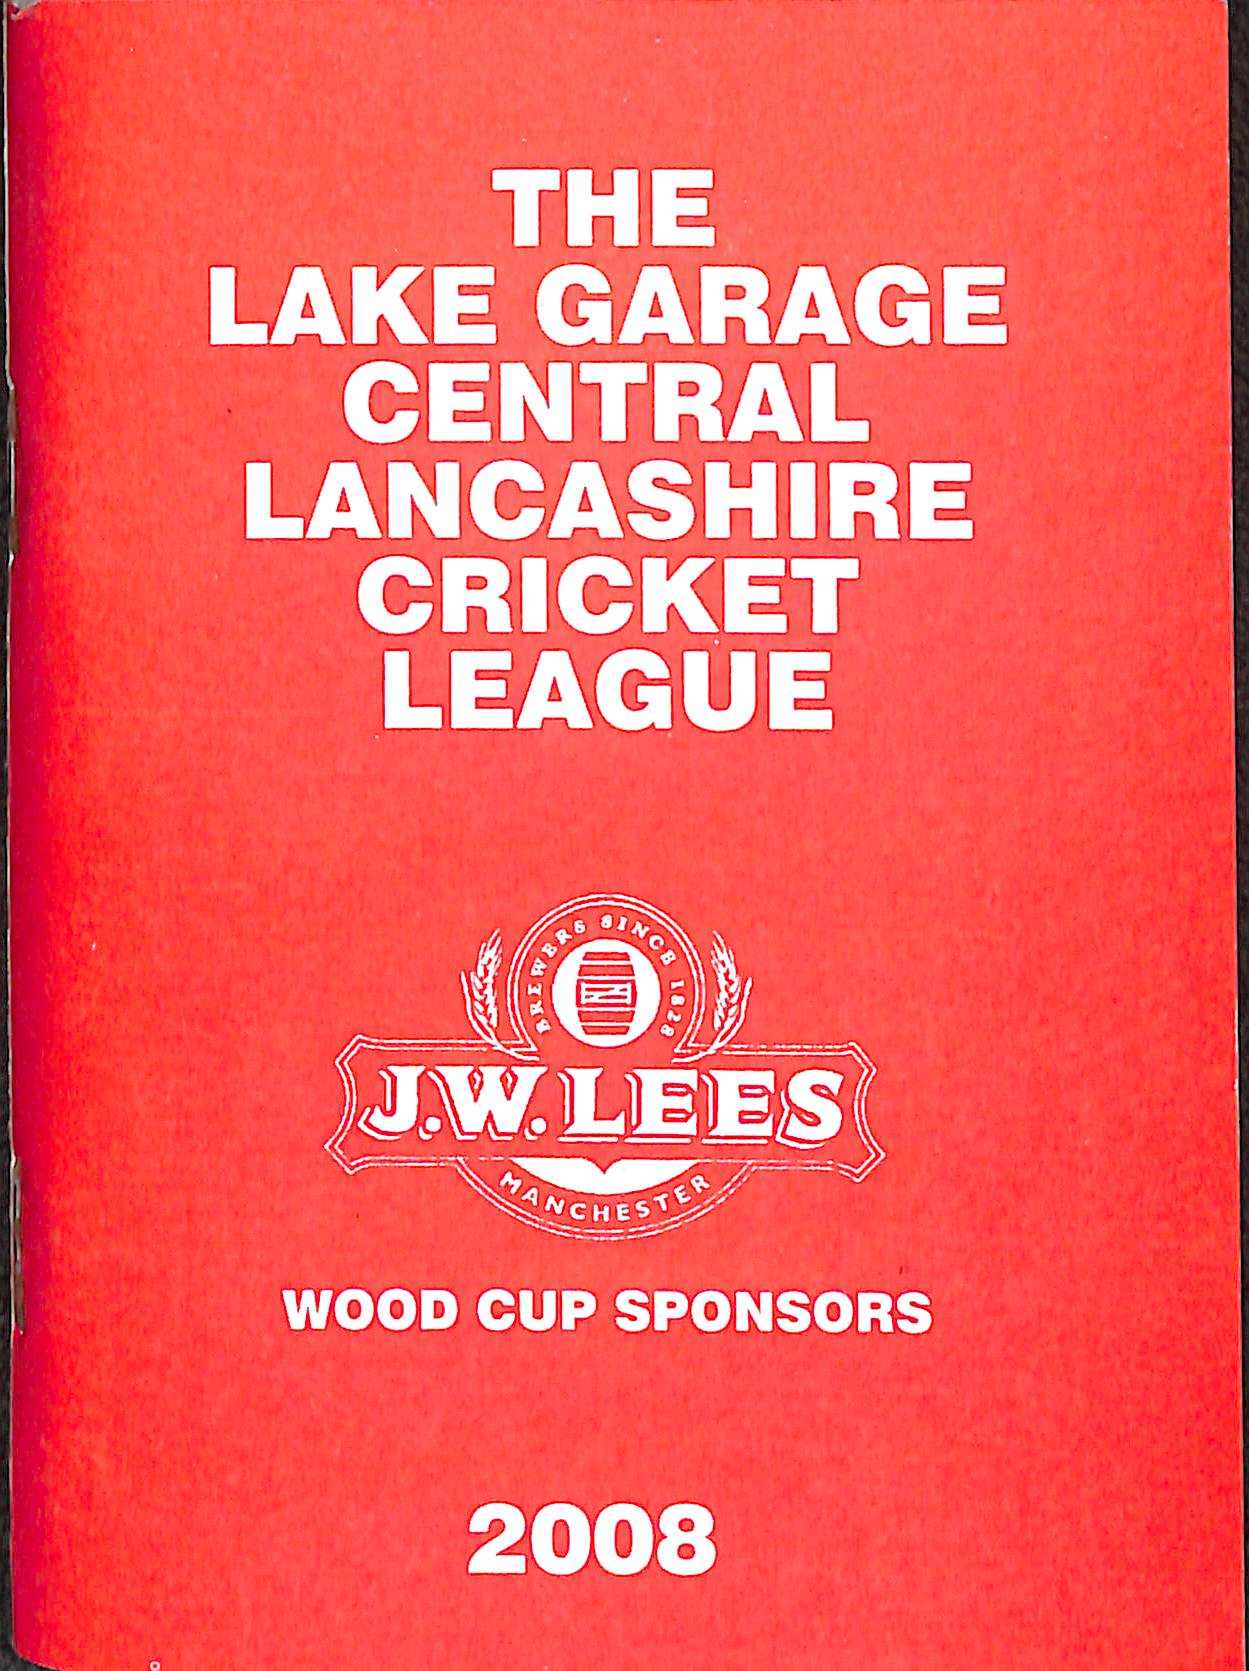 THE
LAKE GARAGE
CENTRAL
LANCASHIRE
CRICKET
LEAGUE
BREWERS SINCE 1828
J.W. LEES
MANCHESTER
WOOD CUP SPONSORS
2008